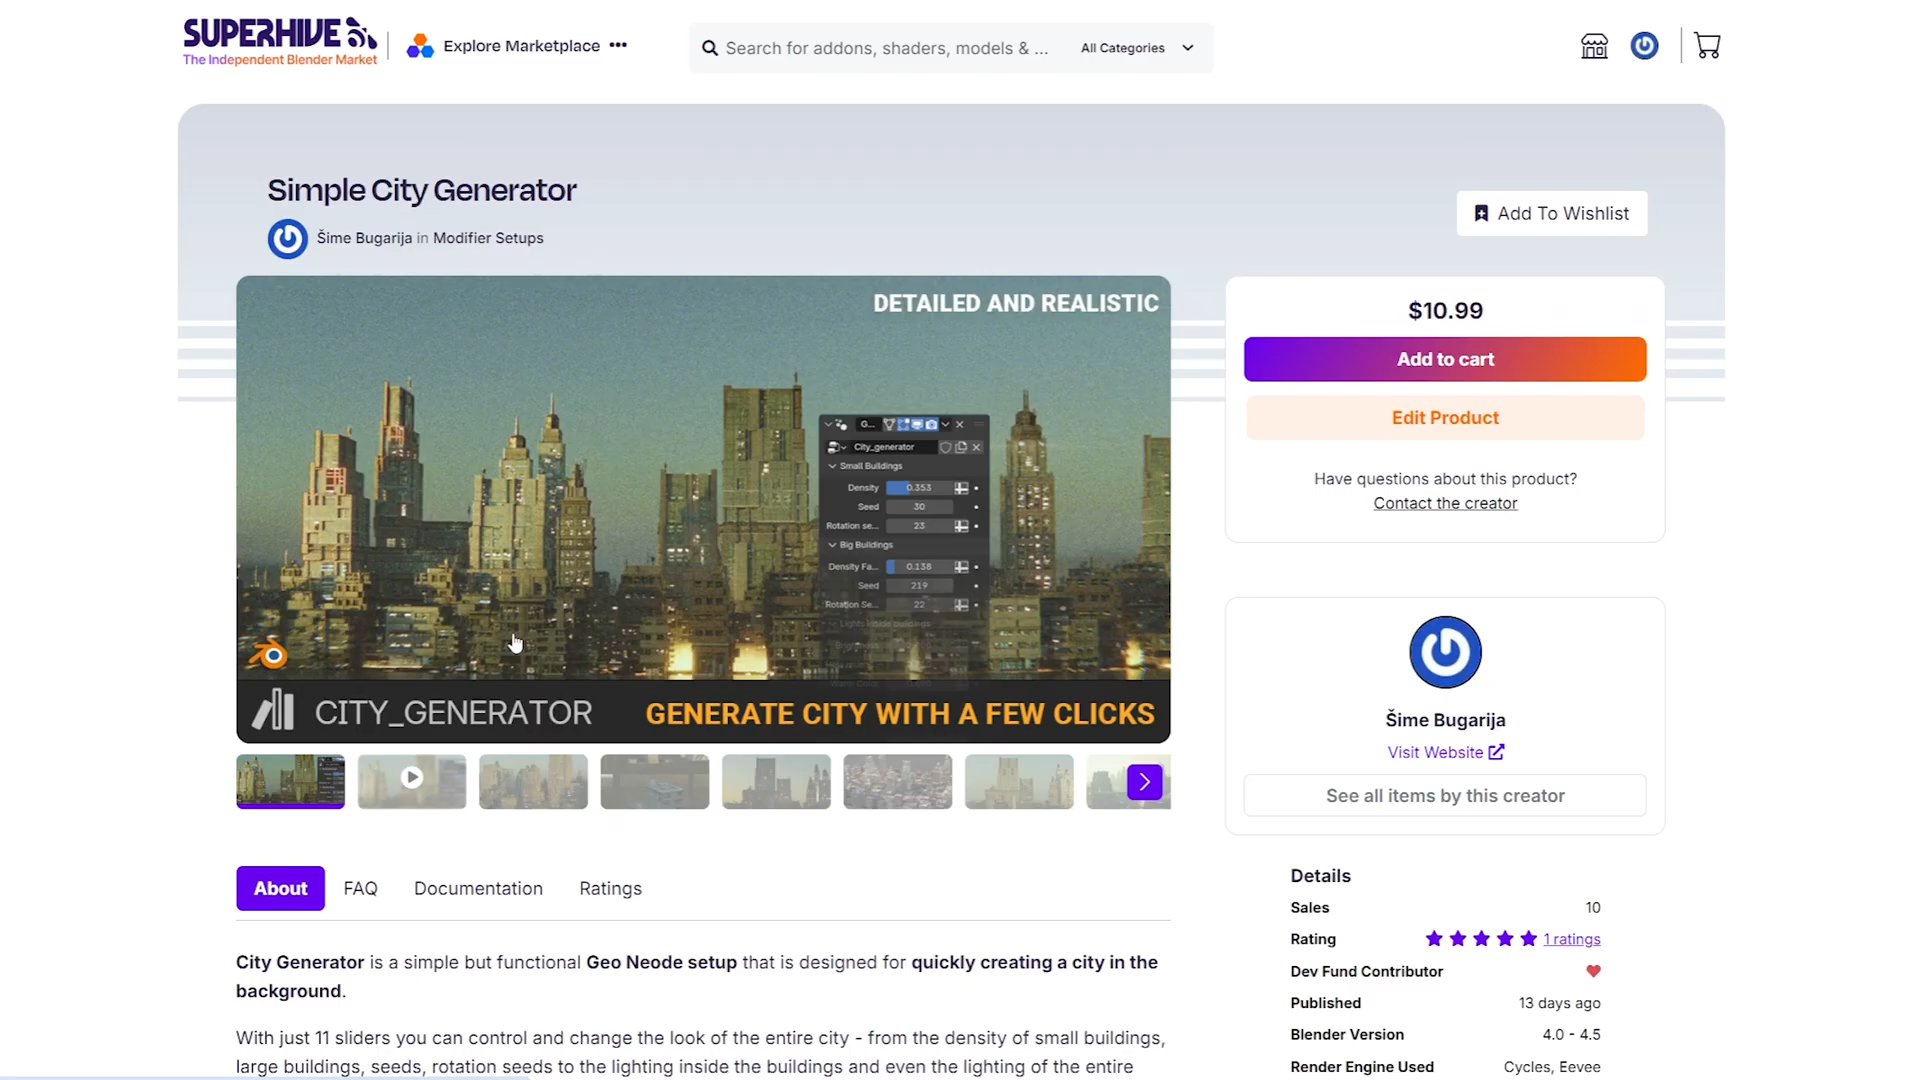 SUPERHIVE
The Independent Blender Market
Explore Marketplace •••
Search for addons, shaders, models & ...
All Categories
Simple City Generator
Šime Bugarija in Modifier Setups
Add To Wishlist
DETAILED AND REALISTIC
G...
City_generator
Small Buildings
Density 0.353
Seed 30
Rotation se... 23
Big Buildings
Density Fa... 0.138
Seed 219
Rotation Se... 22
Lights inside buildings
CITY_GENERATOR
GENERATE CITY WITH A FEW CLICKS
$10.99
Add to cart
Edit Product
Have questions about this product?
Contact the creator
Šime Bugarija
Visit Website
See all items by this creator
About
FAQ
Documentation
Ratings
City Generator is a simple but functional Geo Neode setup that is designed for quickly creating a city in the
background.
With just 11 sliders you can control and change the look of the entire city - from the density of small buildings,
large buildings, seeds, rotation seeds to the lighting inside the buildings and even the lighting of the entire
Details
Sales 10
Rating 1 ratings
Dev Fund Contributor
Published 13 days ago
Blender Version 4.0 - 4.5
Render Engine Used Cycles, Eevee